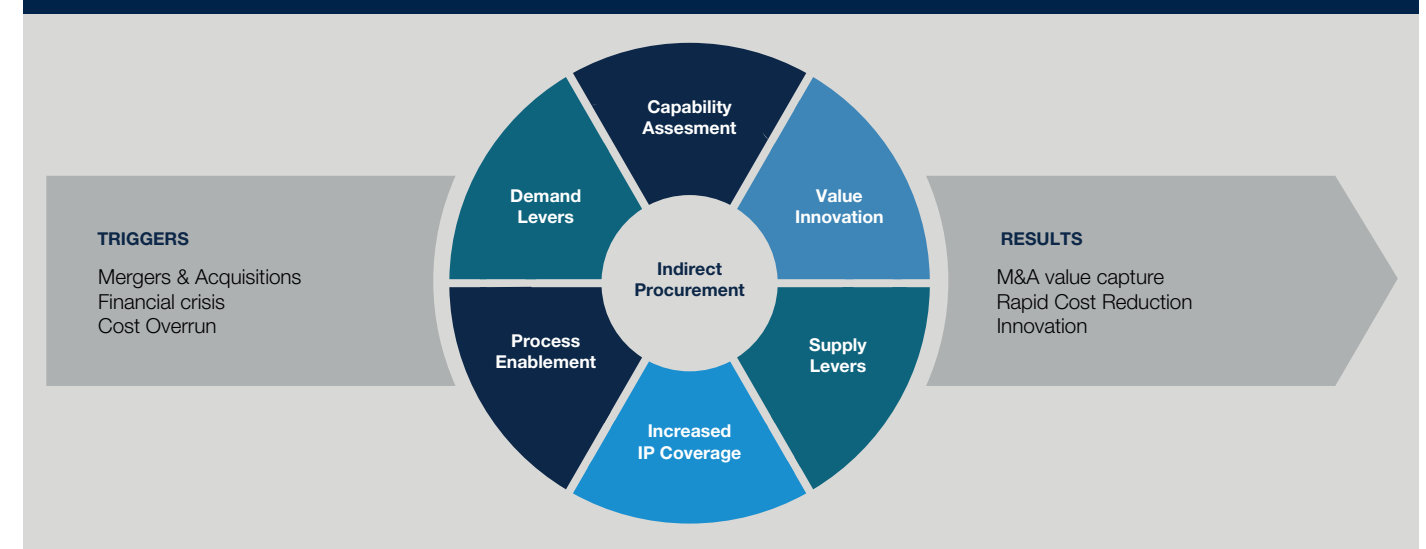 TRIGGERS
Mergers & Acquisitions
Financial crisis
Cost Overrun
Capability
Assesment
Value
Innovation
Supply
Levers
Increased
IP Coverage
Process
Enablement
Demand
Levers
Indirect
Procurement
RESULTS
M&A value capture
Rapid Cost Reduction
Innovation